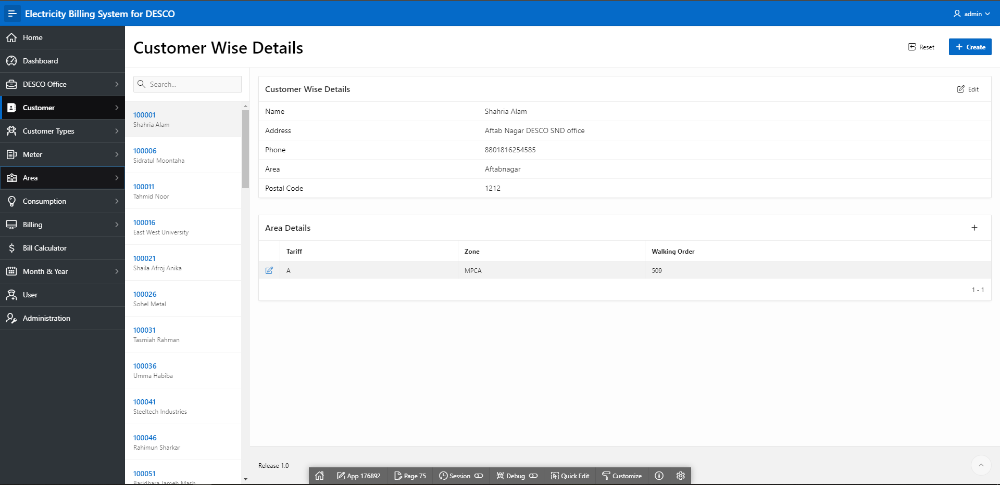 Electricity Billing System for DESCO
admin
Home
Dashboard
DESCO Office
Customer
Customer Types
Meter
Area
Consumption
Billing
Bill Calculator
Month & Year
User
Administration
Customer Wise Details
Reset
Create
Search...
100001
Shahria Alam
100006
Sidratul Moontaha
100011
Tahmid Noor
100016
East West University
100021
Shaila Afroj Anika
100026
Sohel Metal
100031
Tasmiah Rahman
100036
Umma Habiba
100041
Steeltech Industries
100046
Rahimun Sharkar
100051
Baridhara Jameh Mash
Customer Wise Details
Edit
Name Shahria Alam
Address Aftab Nagar DESCO SND office
Phone 8801816254585
Area Aftabnagar
Postal Code 1212
Area Details
Tariff Zone Walking Order
A MPCA 509
1 - 1
Release 1.0
App 176892 Page 75 Session Debug Quick Edit Customize